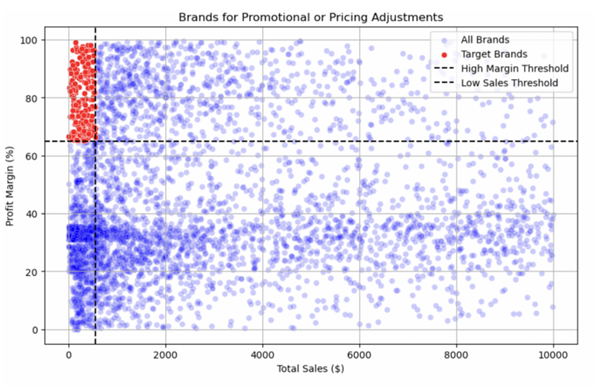 Brands for Promotional or Pricing Adjustments
All Brands
Target Brands
High Margin Threshold
Low Sales Threshold
Profit Margin (%)
100
80
60
40
20
0
0 2000 4000 6000 8000 10000
Total Sales ($)